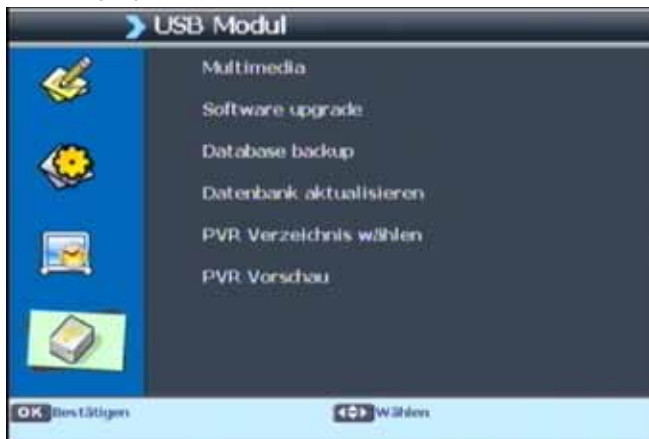 USB Modul
Multimedia
Software upgrade
Database backup
Datenbank aktualisieren
PVR Verzeichnis wählen
PVR Vorschau
OK Bestätigen
Wählen